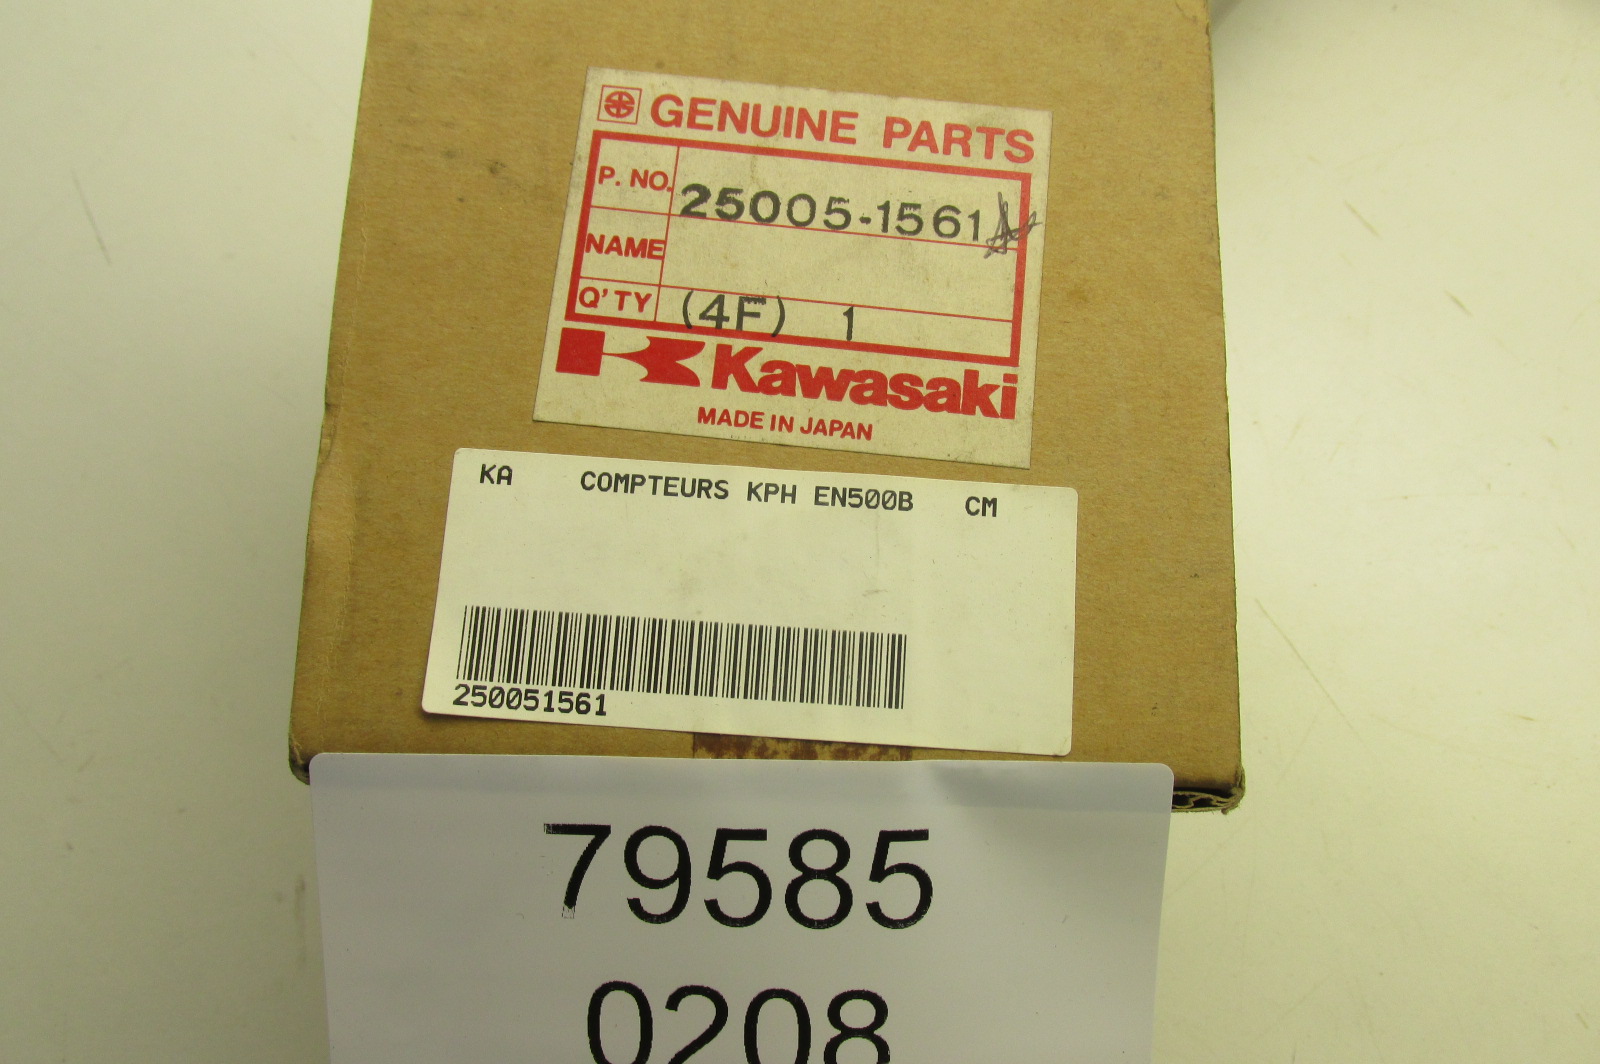 GENUINE PARTS
P. NO. 25005-1561
NAME
Q'TY (4F) 1
Kawasaki
MADE IN JAPAN
KA COMPTEURS KPH EN500B CM
250051561
79585
0208